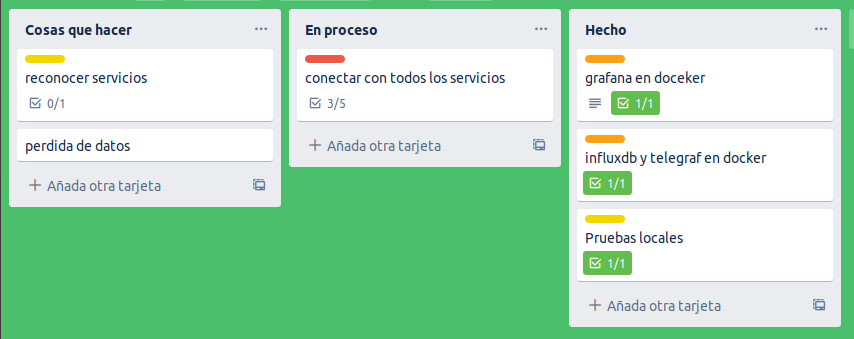 Cosas que hacer
reconocer servicios
0/1
perdida de datos
+ Añada otra tarjeta
En proceso
conectar con todos los servicios
3/5
+ Añada otra tarjeta
Hecho
grafana en doceker
1/1
influxdb y telegraf en docker
1/1
Pruebas locales
1/1
+ Añada otra tarjeta